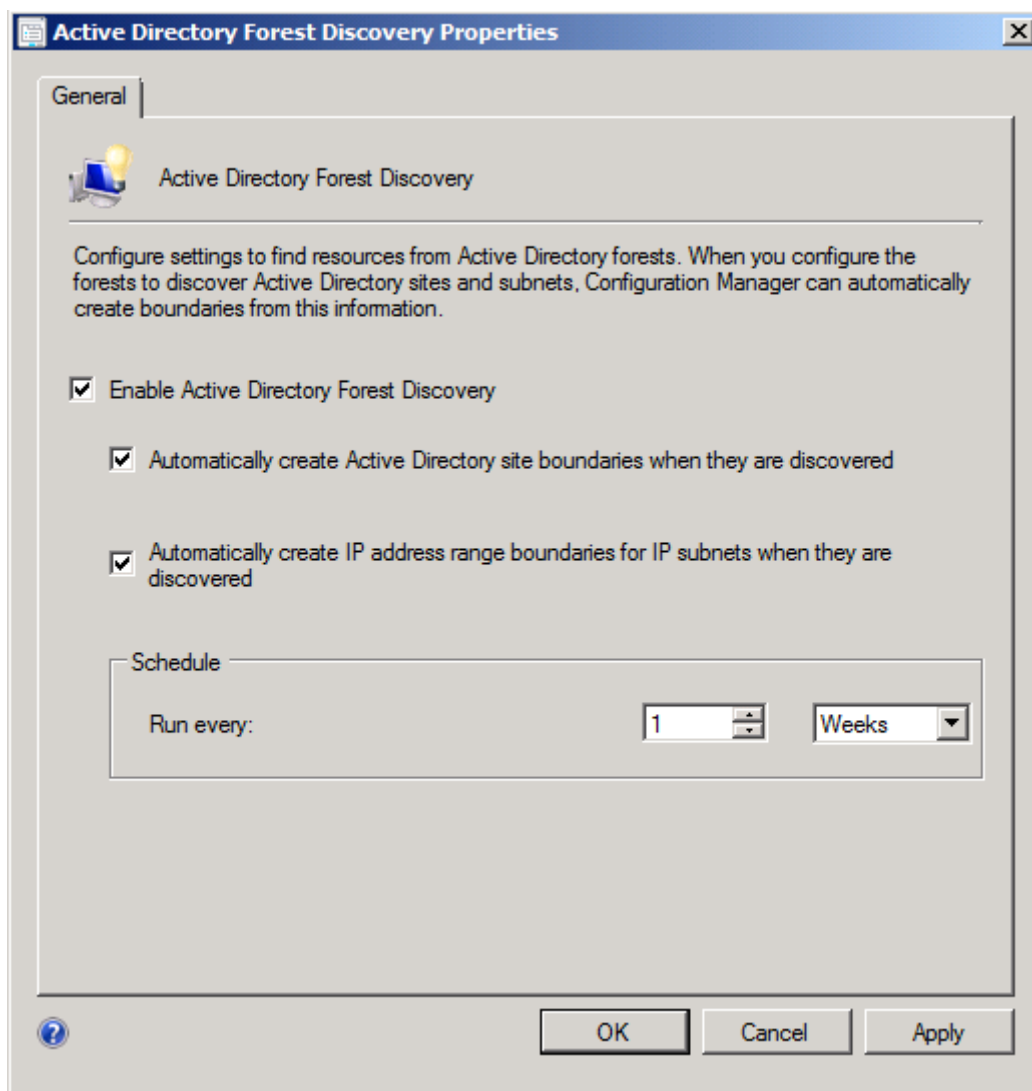 Active Directory Forest Discovery Properties
General
Active Directory Forest Discovery
Configure settings to find resources from Active Directory forests. When you configure the
forests to discover Active Directory sites and subnets, Configuration Manager can automatically
create boundaries from this information.
Enable Active Directory Forest Discovery
Automatically create Active Directory site boundaries when they are discovered
Automatically create IP address range boundaries for IP subnets when they are
discovered
Schedule
Run every: 1 Weeks
OK Cancel Apply